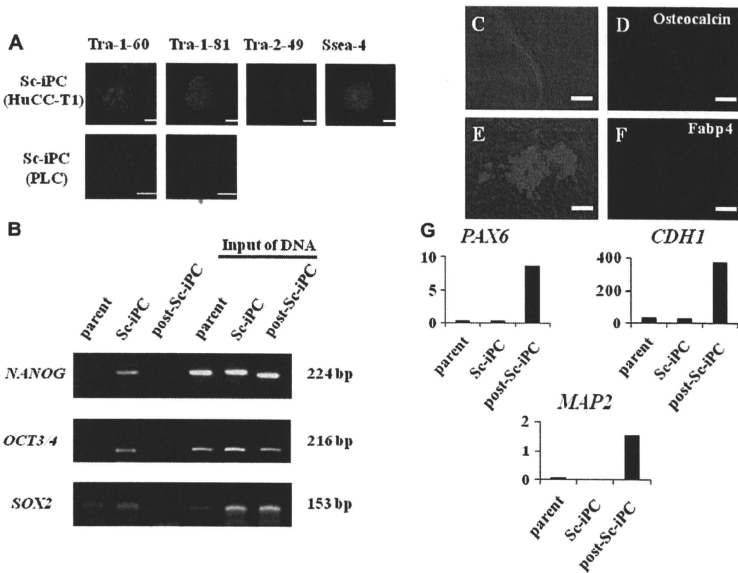 A
Tra-1-60 Tra-1-81 Tra-2-49 Ssea-4
Sc-iPC
(HuCC-T1)
Sc-iPC
(PLC)
B
Input of DNA
parent Sc-iPC post-Sc-iPC parent Sc-iPC post-Sc-iPC
NANOG 224 bp
OCT3/4 216 bp
SOX2 153 bp
C
D Osteocalcin
E
F Fabp4
G
PAX6
10
5
0
parent Sc-iPC post-Sc-iPC
CDH1
400
200
0
parent Sc-iPC post-Sc-iPC
MAP2
2
1
0
parent Sc-iPC post-Sc-iPC